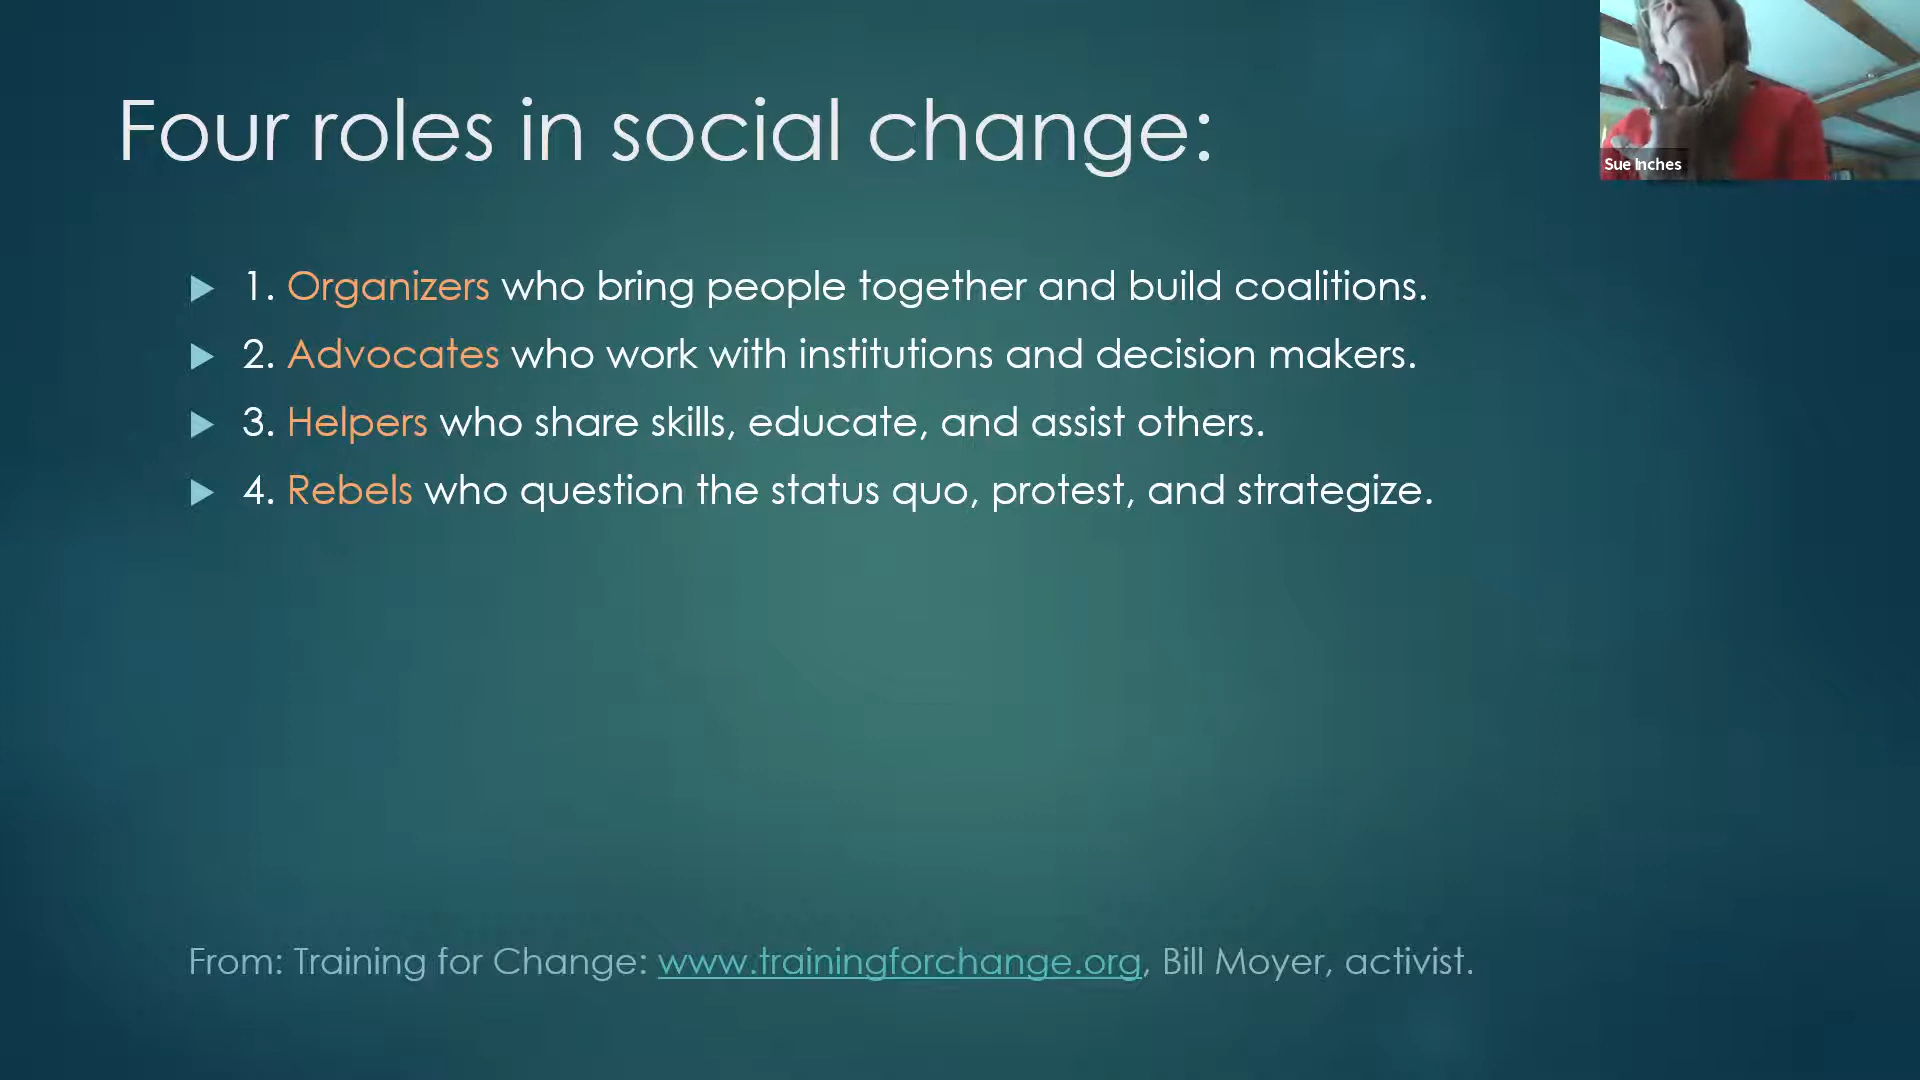 Four roles in social change:
Sue Inches
1. Organizers who bring people together and build coalitions.
2. Advocates who work with institutions and decision makers.
3. Helpers who share skills, educate, and assist others.
4. Rebels who question the status quo, protest, and strategize.
From: Training for Change: www.trainingforchange.org, Bill Moyer, activist.